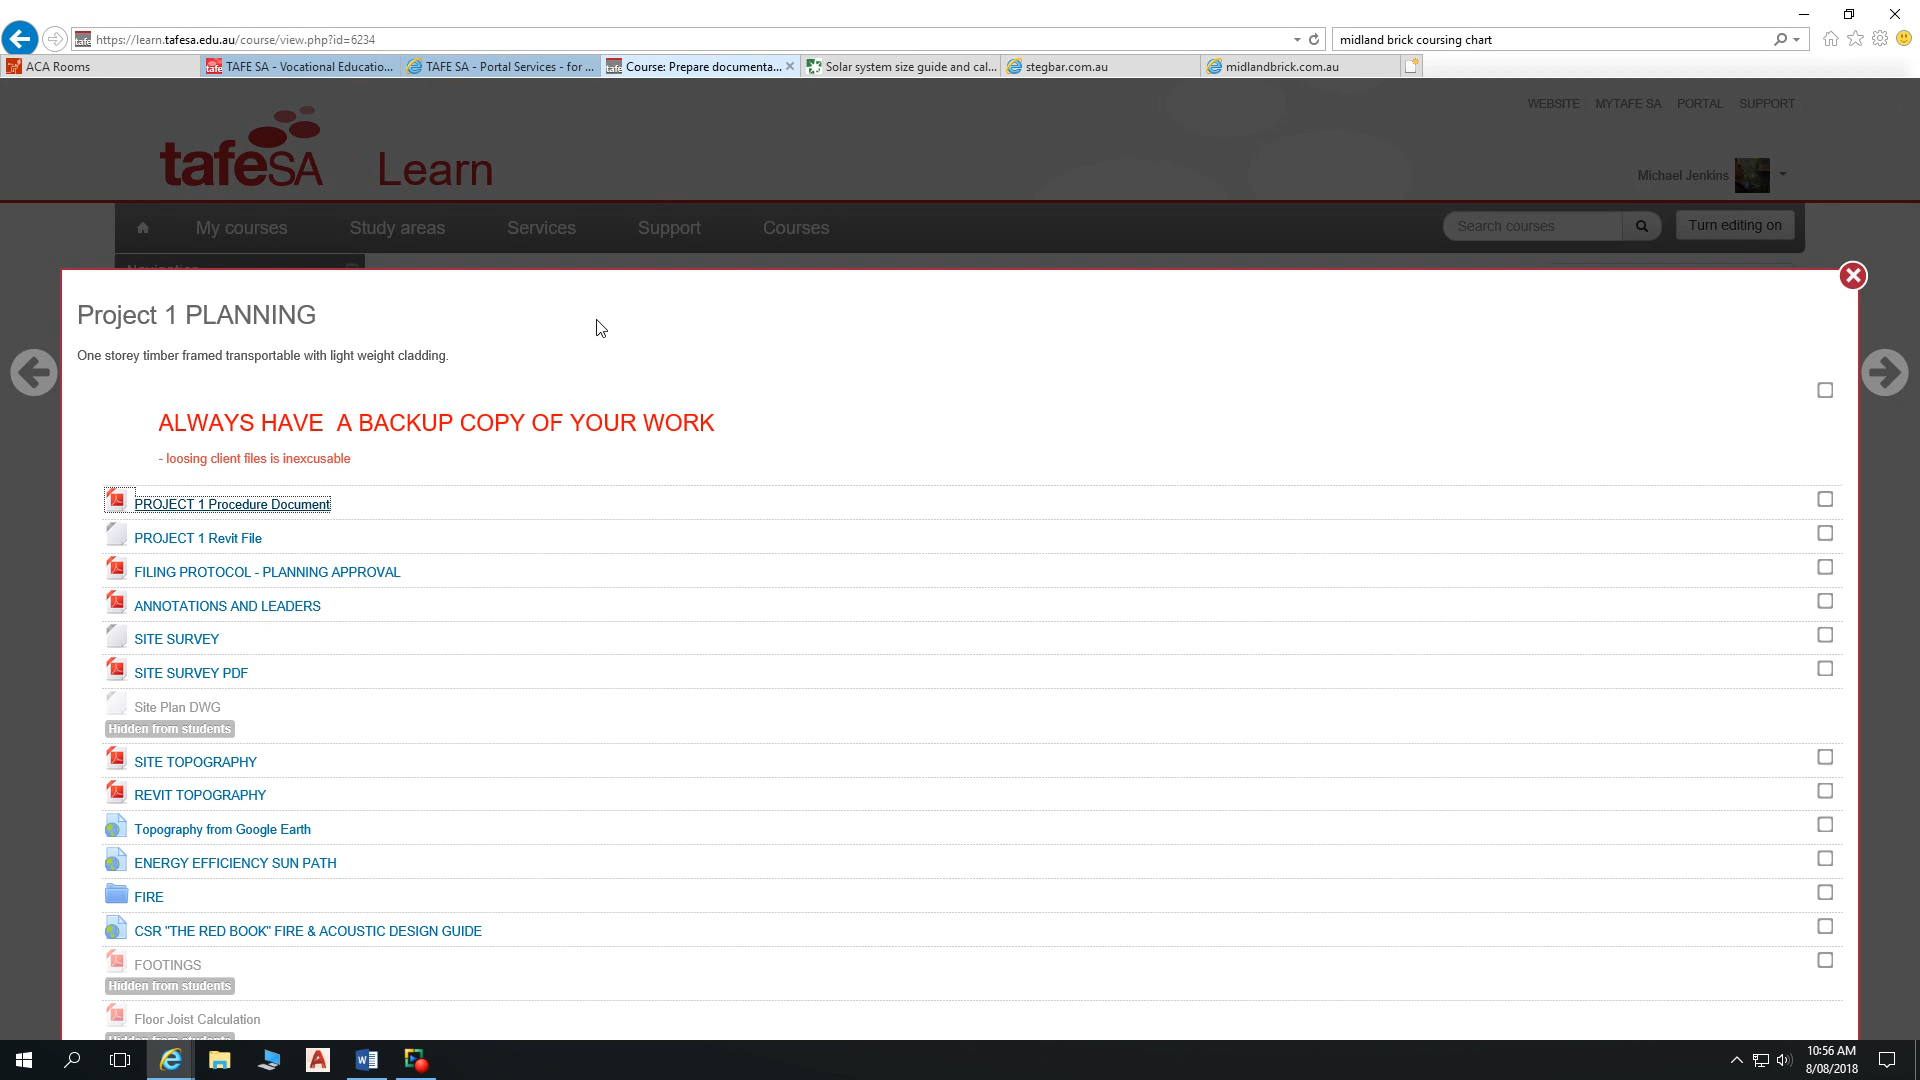 https://learn.tafesa.edu.au/course/view.php?id=6234
midland brick coursing chart
ACA Rooms
TAFE SA - Vocational Educatio...
TAFE SA - Portal Services - for ...
Course: Prepare documenta...
Solar system size guide and cal...
stegbar.com.au
midlandbrick.com.au
WEBSITE MYTAFE SA PORTAL SUPPORT
tafeSA Learn
Michael Jenkins
My courses Study areas Services Support Courses
Search courses
Turn editing on
Project 1 PLANNING
One storey timber framed transportable with light weight cladding.
ALWAYS HAVE A BACKUP COPY OF YOUR WORK
- loosing client files is inexcusable
PROJECT 1 Procedure Document
PROJECT 1 Revit File
FILING PROTOCOL - PLANNING APPROVAL
ANNOTATIONS AND LEADERS
SITE SURVEY
SITE SURVEY PDF
Site Plan DWG
Hidden from students
SITE TOPOGRAPHY
REVIT TOPOGRAPHY
Topography from Google Earth
ENERGY EFFICIENCY SUN PATH
FIRE
CSR "THE RED BOOK" FIRE & ACOUSTIC DESIGN GUIDE
FOOTINGS
Hidden from students
Floor Joist Calculation
10:56 AM
8/08/2018